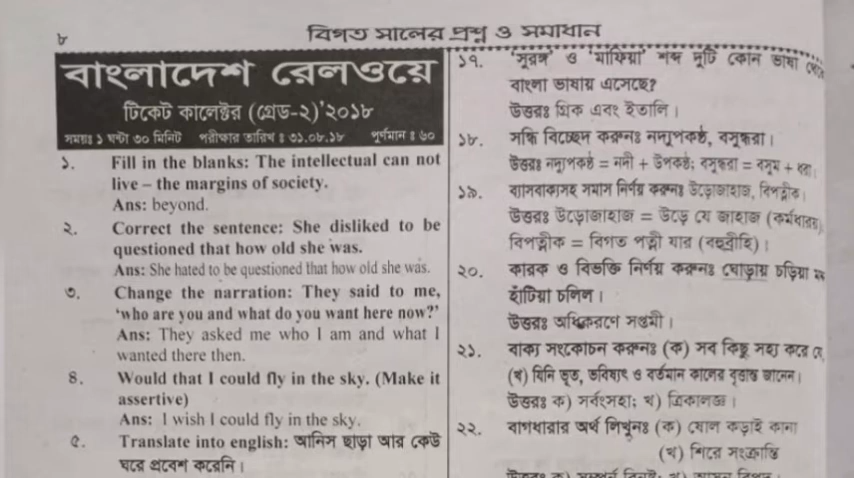 ৮
বিগত সালের প্রশ্ন ও সমাধান
বাংলাদেশ রেলওয়ে
টিকেট কালেক্টর (গ্রেড-২)'২০১৮
সময়ঃ ১ ঘন্টা ৩০ মিনিট পরীক্ষার তারিখ ঃ ৩১.০৮.১৮ পূর্ণমান ঃ ৬০
১. Fill in the blanks: The intellectual can not
live – the margins of society.
Ans: beyond.
২. Correct the sentence: She disliked to be
questioned that how old she was.
Ans: She hated to be questioned that how old she was.
৩. Change the narration: They said to me,
'who are you and what do you want here now?'
Ans: They asked me who I am and what I
wanted there then.
৪. Would that I could fly in the sky. (Make it
assertive)
Ans: I wish I could fly in the sky.
৫. Translate into english: আনিস ছাড়া আর কেউ
ঘরে প্রবেশ করেনি।
১৭. 'সুরঙ্গ' ও 'মাফিয়া' শব্দ দুটি কোন ভাষা থেকে
বাংলা ভাষায় এসেছে?
উত্তরঃ গ্রিক এবং ইতালি।
১৮. সন্ধি বিচ্ছেদ করুনঃ নদ্যুপকণ্ঠ, বসুন্ধরা।
উত্তরঃ নদ্যুপকণ্ঠ = নদী + উপকণ্ঠ; বসুন্ধরা = বসুম + ধরা।
১৯. ব্যাসবাক্যসহ সমাস নির্ণয় করুনঃ উড়োজাহাজ, বিপত্নীক।
উত্তরঃ উড়োজাহাজ = উড়ে যে জাহাজ (কর্মধারয়),
বিপত্নীক = বিগত পত্নী যার (বহুব্রীহি)।
২০. কারক ও বিভক্তি নির্ণয় করুনঃ ঘোড়ায় চড়িয়া মর্দ
হাঁটিয়া চলিল।
উত্তরঃ অধিকরণে সপ্তমী।
২১. বাক্য সংকোচন করুনঃ (ক) সব কিছু সহ্য করে যে,
(খ) যিনি ভূত, ভবিষ্যৎ ও বর্তমান কালের বৃত্তান্ত জানেন।
উত্তরঃ ক) সর্বংসহা; খ) ত্রিকালজ্ঞ।
২২. বাগধারার অর্থ লিখুনঃ (ক) ষোল কড়াই কানা
(খ) শিরে সংক্রান্তি